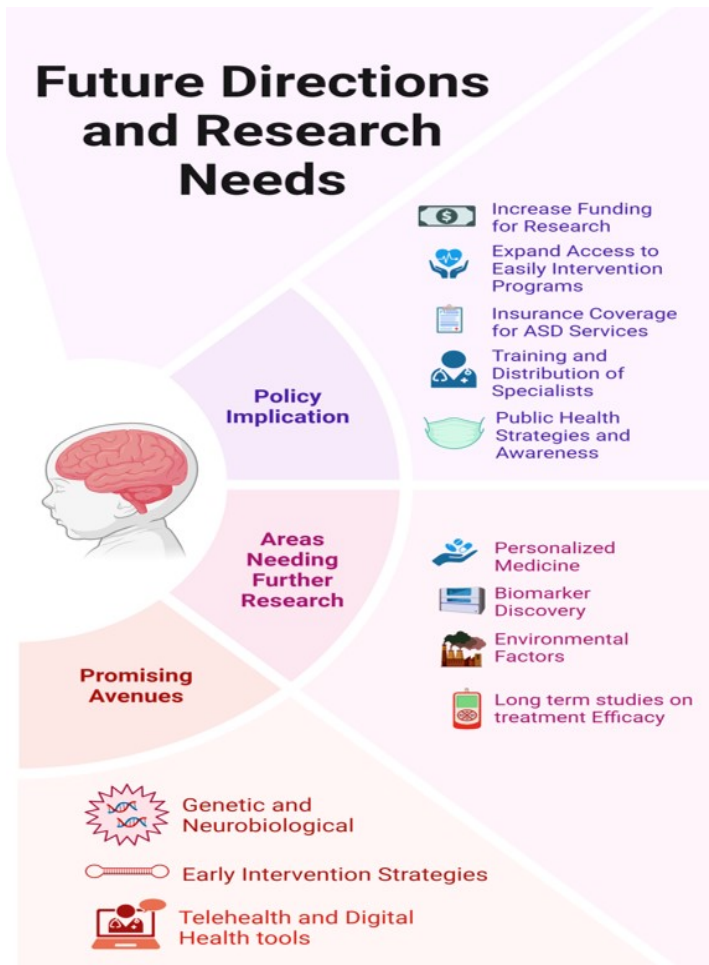 Future Directions
and Research
Needs
Increase Funding
for Research
Expand Access to
Easily Intervention
Programs
Insurance Coverage
for ASD Services
Training and
Distribution of
Specialists
Public Health
Strategies and
Awareness
Policy
Implication
Areas
Needing
Further
Research
Personalized
Medicine
Biomarker
Discovery
Environmental
Factors
Long term studies on
treatment Efficacy
Promising
Avenues
Genetic and
Neurobiological
Early Intervention Strategies
Telehealth and Digital
Health tools